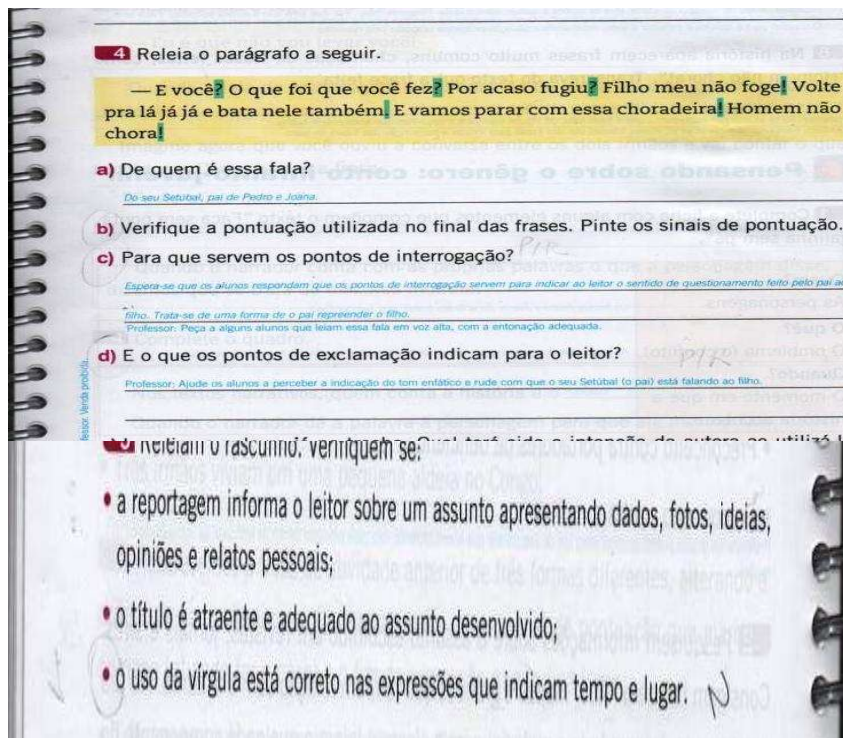 4 Releia o parágrafo a seguir.
— E você? O que foi que você fez? Por acaso fugiu? Filho meu não foge! Volte
pra lá já já e bata nele também. E vamos parar com essa choradeira! Homem não
chora!
a) De quem é essa fala?
Do seu Setúbal, pai de Pedro e Joana.
b) Verifique a pontuação utilizada no final das frases. Pinte os sinais de pontuação.
c) Para que servem os pontos de interrogação? P/R
Espera-se que os alunos respondam que os pontos de interrogação servem para indicar ao leitor o sentido de questionamento feito pelo pai ao
filho. Trata-se de uma forma de o pai repreender o filho.
Professor: Peça a alguns alunos que leiam essa fala em voz alta, com a entonação adequada.
d) E o que os pontos de exclamação indicam para o leitor? P/R
Professor: Ajude os alunos a perceber a indicação do tom enfático e rude com que o seu Setúbal (o pai) está falando ao filho.
Venda proibida.
Releiam o rascunho. Verifiquem se:
• a reportagem informa o leitor sobre um assunto apresentando dados, fotos, ideias,
opiniões e relatos pessoais;
• o título é atraente e adequado ao assunto desenvolvido;
• o uso da vírgula está correto nas expressões que indicam tempo e lugar. N